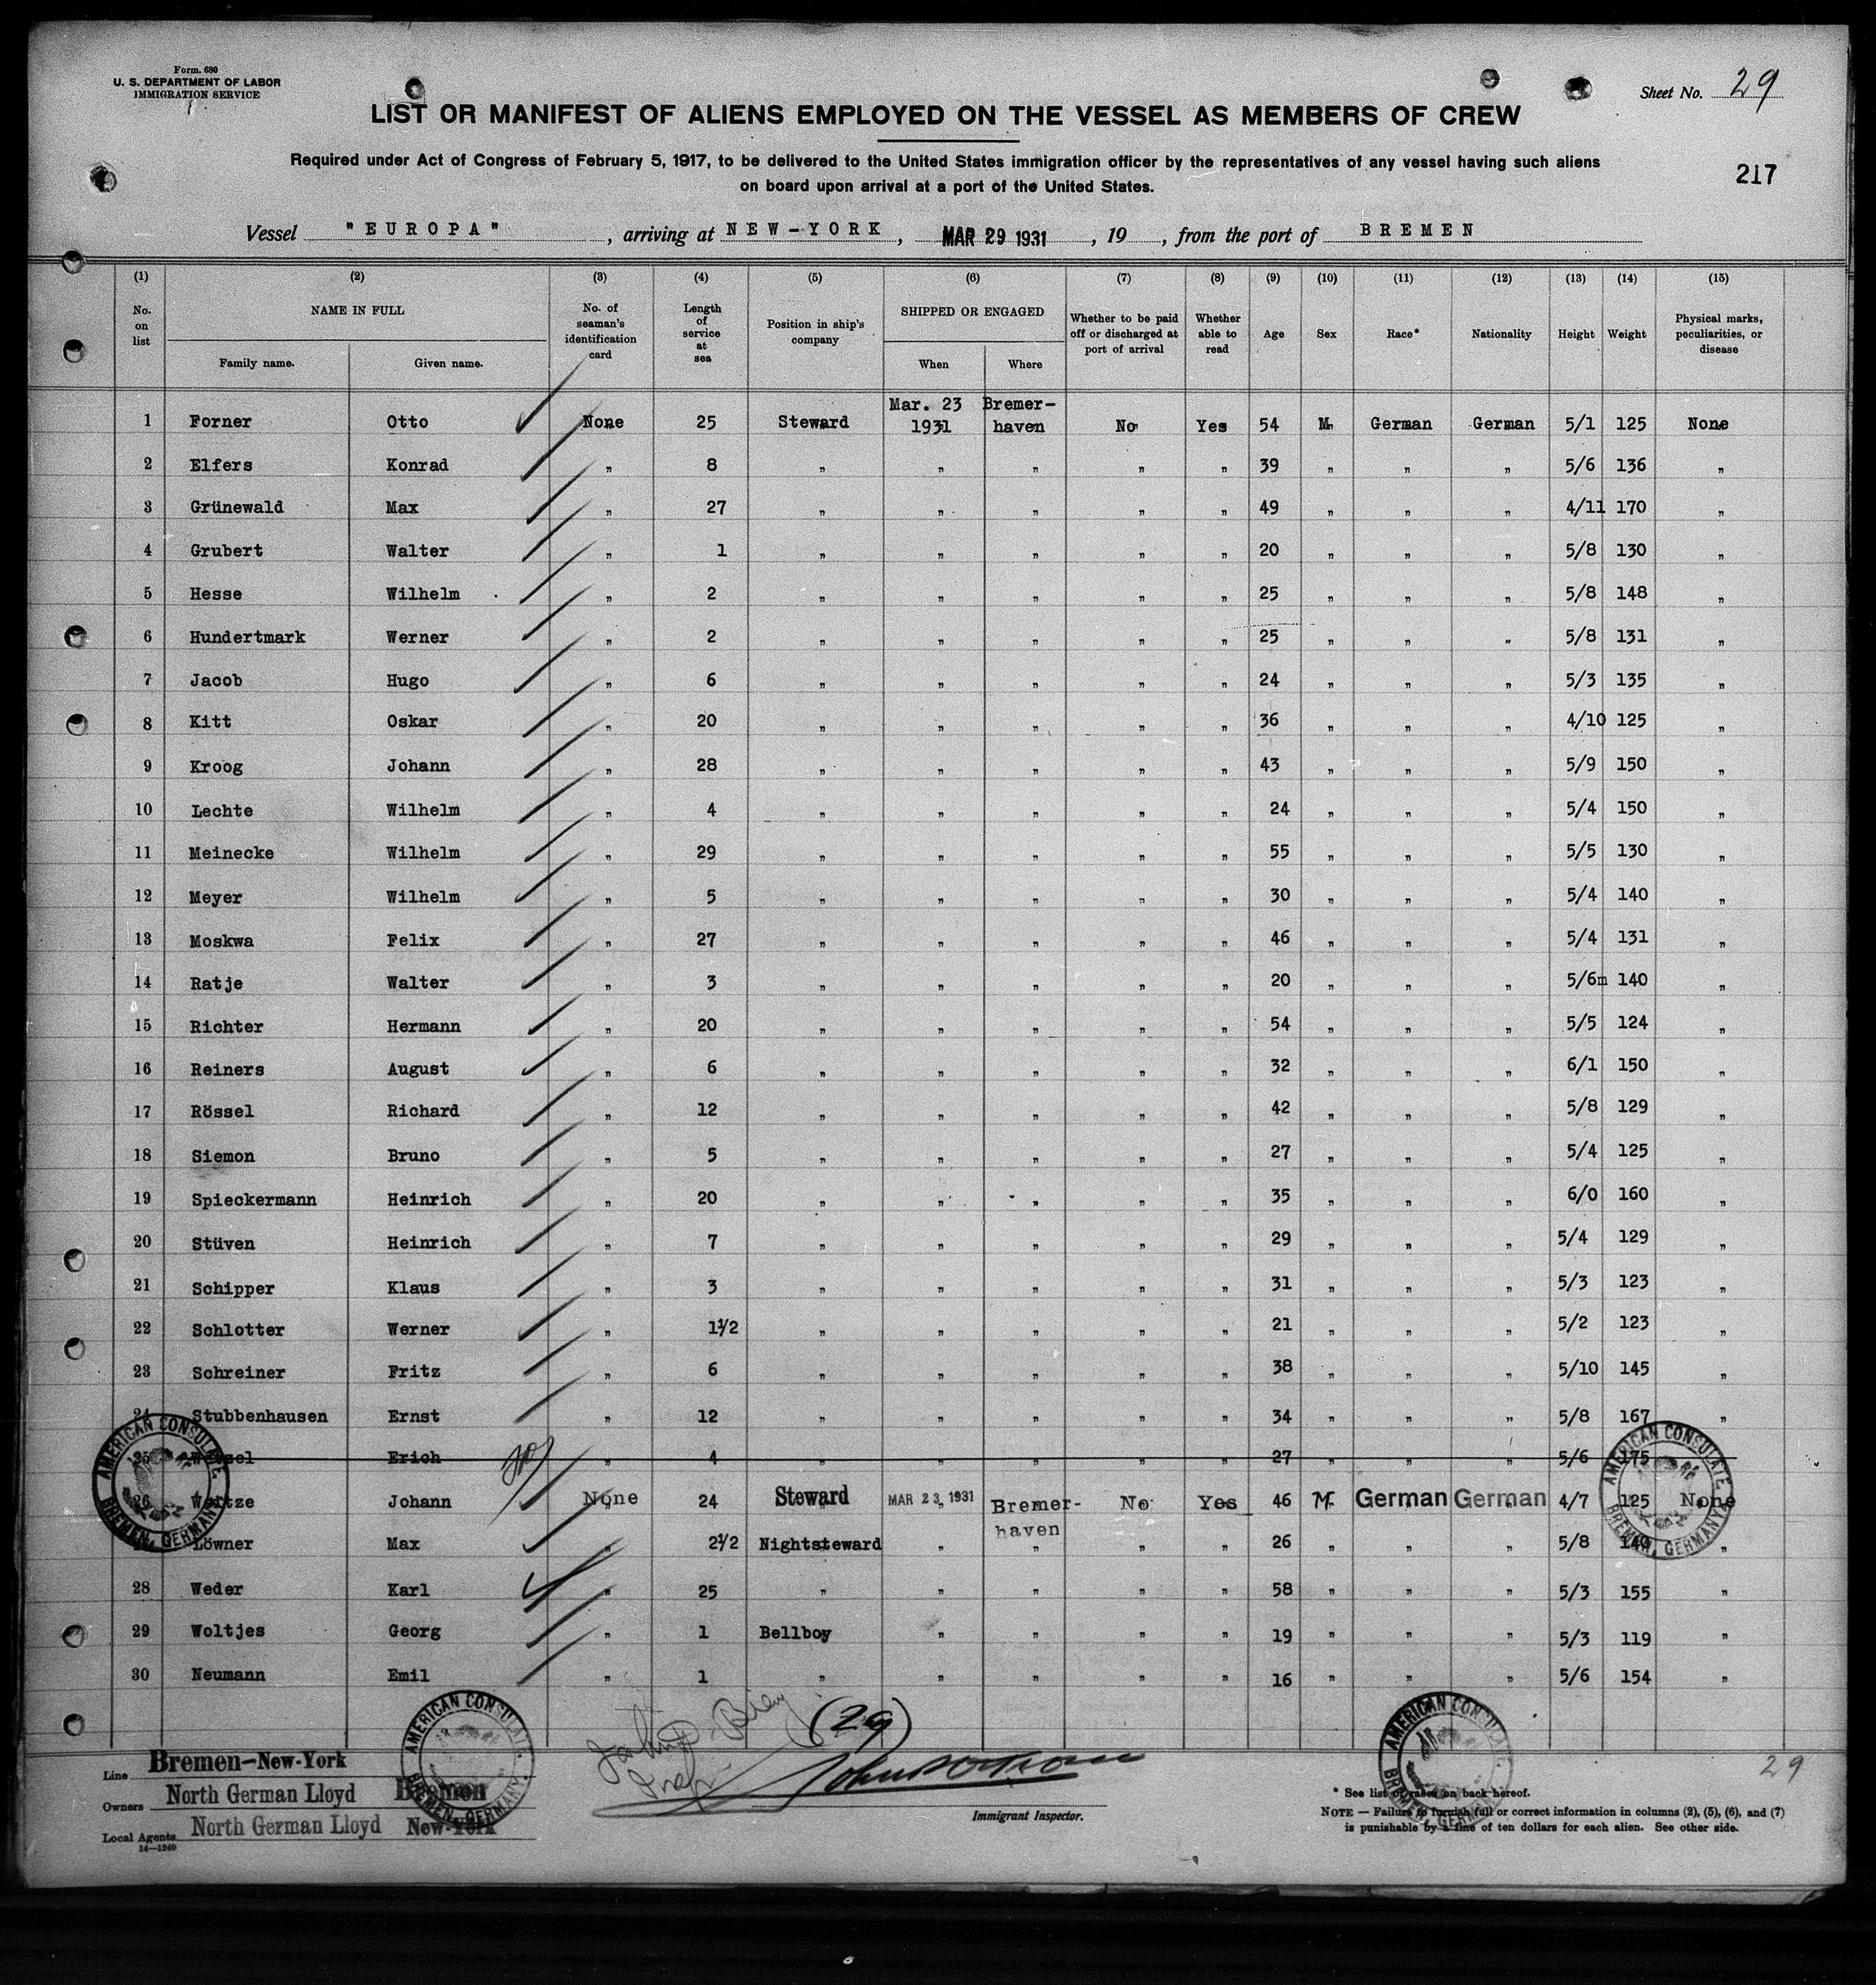 Form. 680
U. S. DEPARTMENT OF LABOR
IMMIGRATION SERVICE
Sheet No. 29
LIST OR MANIFEST OF ALIENS EMPLOYED ON THE VESSEL AS MEMBERS OF CREW
Required under Act of Congress of February 5, 1917, to be delivered to the United States immigration officer by the representatives of any vessel having such aliens
on board upon arrival at a port of the United States.
217
Vessel "EUROPA", arriving at NEW-YORK, MAR 29 1931, 19 , from the port of BREMEN
(1) (2) (3) (4) (5) (6) (7) (8) (9) (10) (11) (12) (13) (14) (15)
No. on list NAME IN FULL Family name. Given name. No. of seaman's identification card Length of service at sea Position in ship's company SHIPPED OR ENGAGED When Where Whether to be paid off or discharged at port of arrival Whether able to read Age Sex Race* Nationality Height Weight Physical marks, peculiarities, or disease
1 Forner Otto None 25 Steward Mar. 23 1931 Bremer-haven No Yes 54 M. German German 5/1 125 None
2 Elfers Konrad " 8 " " " " " 39 " " " 5/6 136 "
3 Grünewald Max " 27 " " " " " 49 " " " 4/11 170 "
4 Grubert Walter " 1 " " " " " 20 " " " 5/8 130 "
5 Hesse Wilhelm " 2 " " " " " 25 " " " 5/8 148 "
6 Hundertmark Werner " 2 " " " " " 25 " " " 5/8 131 "
7 Jacob Hugo " 6 " " " " " 24 " " " 5/3 135 "
8 Kitt Oskar " 20 " " " " " 36 " " " 4/10 125 "
9 Kroog Johann " 28 " " " " " 43 " " " 5/9 150 "
10 Lechte Wilhelm " 4 " " " " " 24 " " " 5/4 150 "
11 Meinecke Wilhelm " 29 " " " " " 55 " " " 5/5 130 "
12 Meyer Wilhelm " 5 " " " " " 30 " " " 5/4 140 "
13 Moskwa Felix " 27 " " " " " 46 " " " 5/4 131 "
14 Ratje Walter " 3 " " " " " 20 " " " 5/6m 140 "
15 Richter Hermann " 20 " " " " " 54 " " " 5/5 124 "
16 Reiners August " 6 " " " " " 32 " " " 6/1 150 "
17 Rössel Richard " 12 " " " " " 42 " " " 5/8 129 "
18 Siemon Bruno " 5 " " " " " 27 " " " 5/4 125 "
19 Spieckermann Heinrich " 20 " " " " " 35 " " " 6/0 160 "
20 Stüven Heinrich " 7 " " " " " 29 " " " 5/4 129 "
21 Schipper Klaus " 3 " " " " " 31 " " " 5/3 123 "
22 Schlotter Werner " 1½ " " " " " 21 " " " 5/2 123 "
23 Schreiner Fritz " 6 " " " " " 38 " " " 5/10 145 "
24 Stubbenhausen Ernst " 12 " " " " " 34 " " " 5/8 167 "
25 Erich " 4 " " " " " 27 " " " 5/6 175
26 Johann None 24 Steward MAR 23 1931 Bremer-haven No Yes 46 M. German German 4/7 125 None
Löwner Max " 2½ Nightsteward " " " " 26 " " " 5/8 149 "
28 Weder Karl " 25 " " " " " 58 " " " 5/3 155 "
29 Woltjes Georg " 1 Bellboy " " " " 19 " " " 5/3 119 "
30 Neumann Emil " 1 " " " " " 16 " " " 5/6 154 "
AMERICAN CONSULATE BREMEN, GERMANY
AMERICAN CONSULATE BREMEN, GERMANY
AMERICAN CONSULATE BREMEN, GERMANY
AMERICAN CONSULATE BREMEN, GERMANY
(29)
29
Line Bremen-New-York
Owners North German Lloyd Bremen
Local Agents North German Lloyd New-York
14—1240
Immigrant Inspector.
* See list of races on back hereof.
NOTE — Failure to furnish full or correct information in columns (2), (5), (6), and (7)
is punishable by a fine of ten dollars for each alien. See other side.